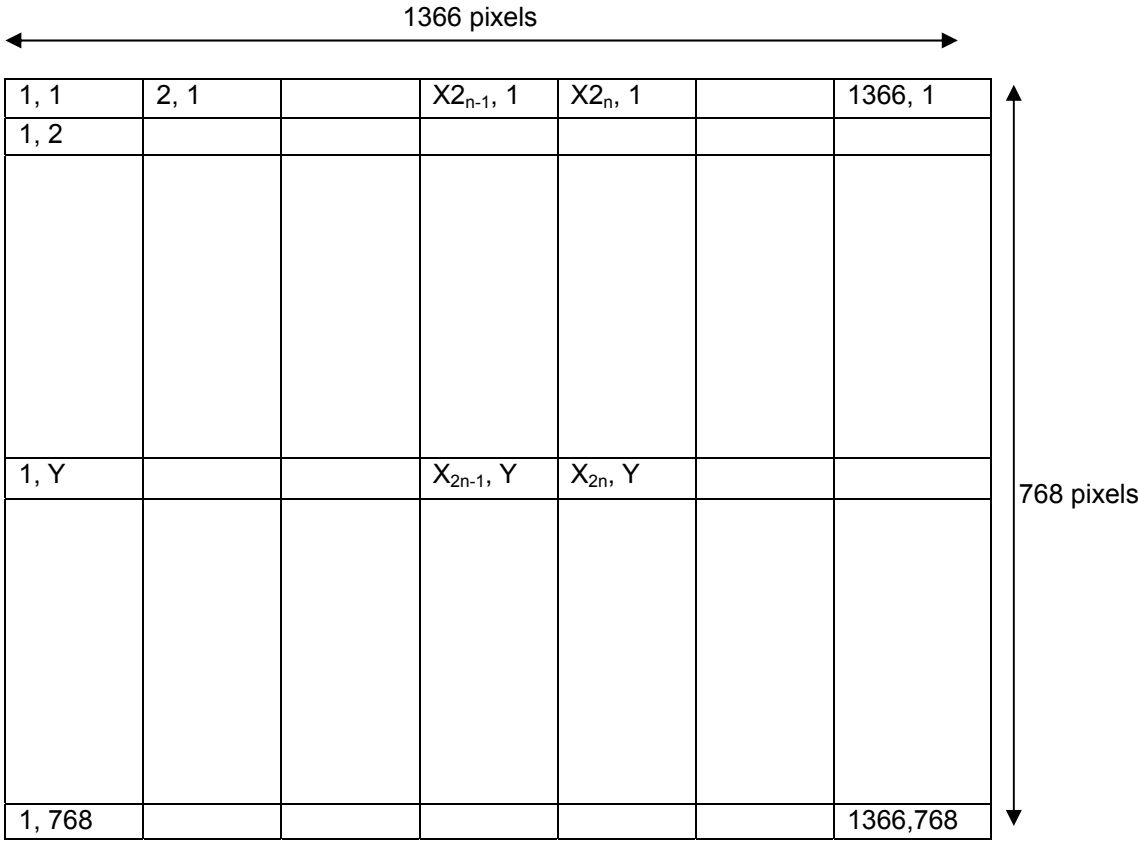 1366 pixels
1, 1 2, 1 X2ₙ₋₁, 1 X2ₙ, 1 1366, 1
1, 2
1, Y X₂ₙ₋₁, Y X₂ₙ, Y
768 pixels
1, 768 1366,768